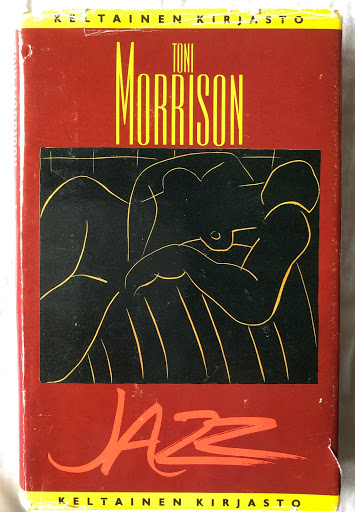 KELTAINEN KIRJASTO
TONI
MORRISON
JAZZ
KELTAINEN KIRJASTO